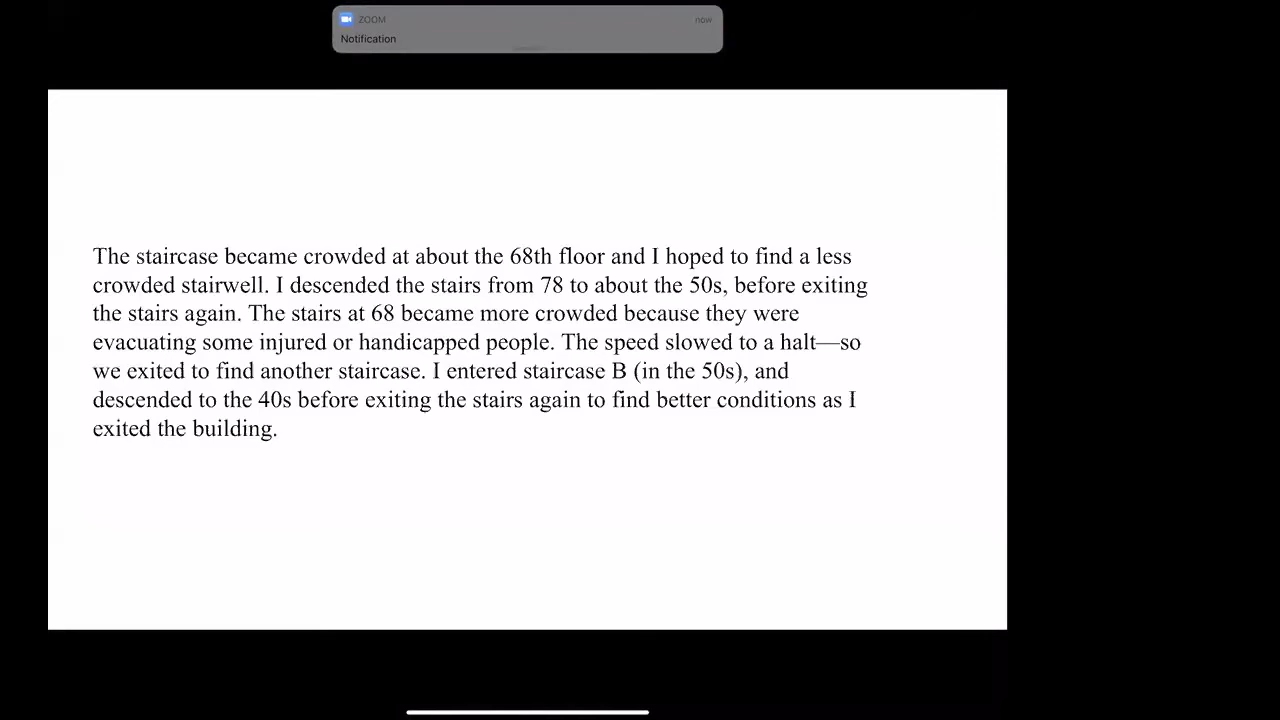 ZOOM
now
Notification
The staircase became crowded at about the 68th floor and I hoped to find a less
crowded stairwell. I descended the stairs from 78 to about the 50s, before exiting
the stairs again. The stairs at 68 became more crowded because they were
evacuating some injured or handicapped people. The speed slowed to a halt—so
we exited to find another staircase. I entered staircase B (in the 50s), and
descended to the 40s before exiting the stairs again to find better conditions as I
exited the building.